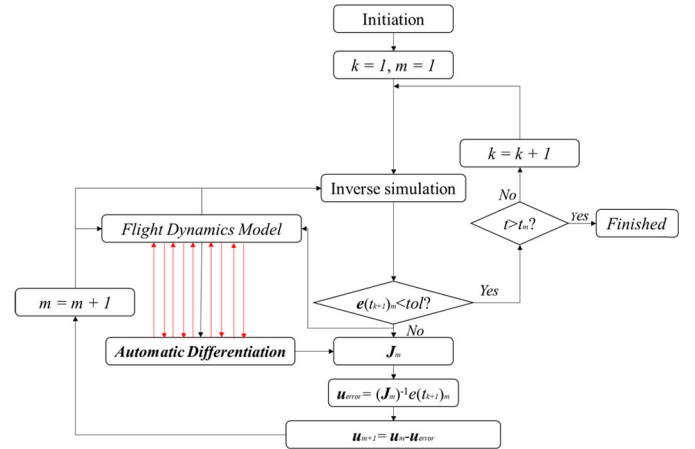 Initiation
k = 1, m = 1
k = k + 1
Inverse simulation
No
t>tm?
Yes
Finished
Flight Dynamics Model
m = m + 1
e(tk+1)m<tol?
Yes
No
Automatic Differentiation
Jm
uerror = (Jm)-1e(tk+1)m
um+1 = um-uerror